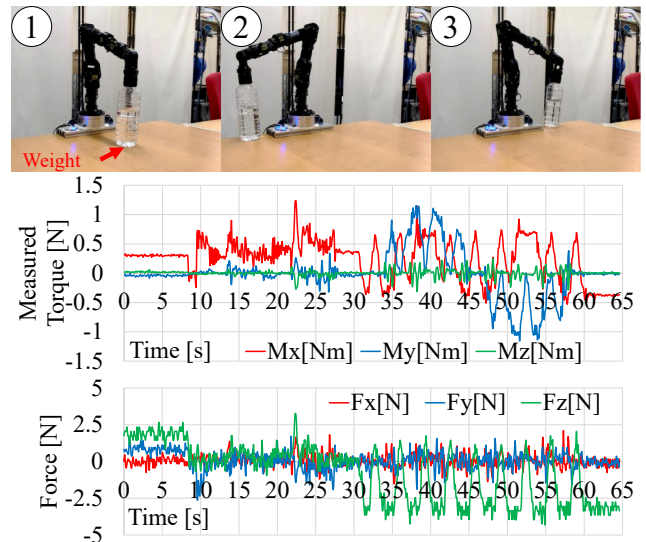 1 2 3
Weight
Measured
Torque [N]
1.5
1
0.5
0
-0.5
-1
-1.5
0 5 10 15 20 25 30 35 40 45 50 55 60 65
Time [s]
Mx[Nm] My[Nm] Mz[Nm]
Force [N]
5
2.5
0
-2.5
-5
Fx[N] Fy[N] Fz[N]
0 5 10 15 20 25 30 35 40 45 50 55 60 65
Time [s]